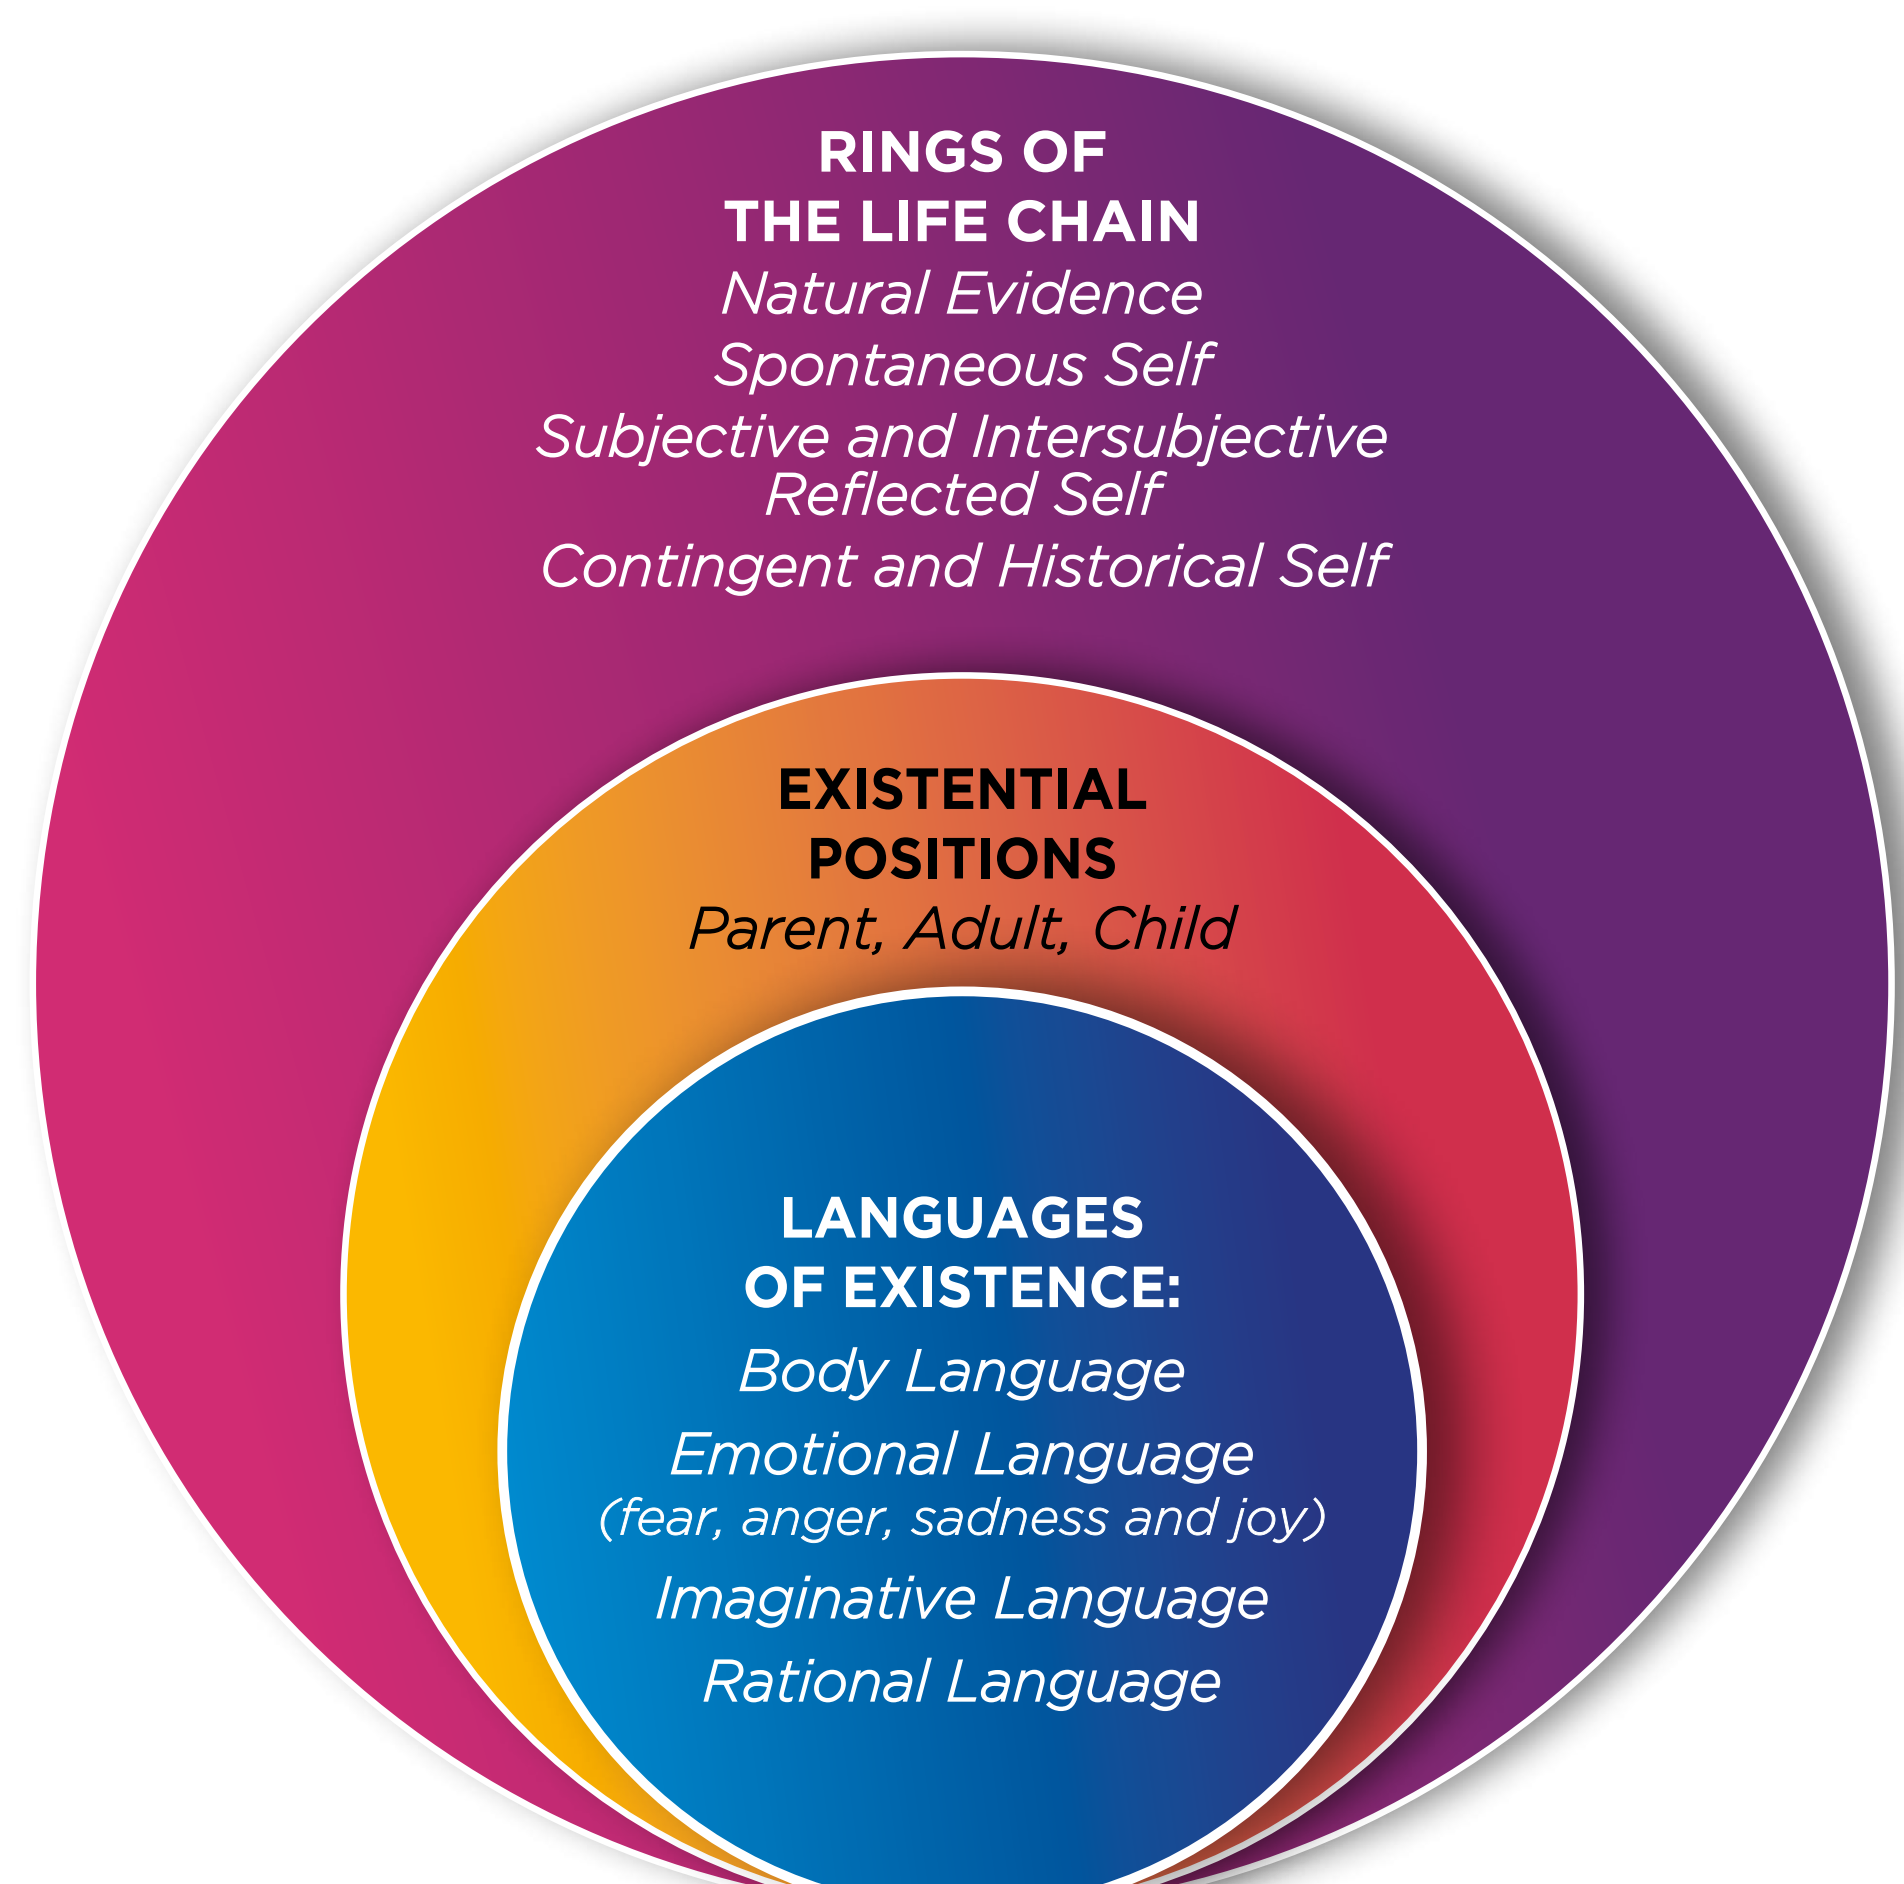 RINGS OF
THE LIFE CHAIN
Natural Evidence
Spontaneous Self
Subjective and Intersubjective
Reflected Self
Contingent and Historical Self
EXISTENTIAL
POSITIONS
Parent, Adult, Child
LANGUAGES
OF EXISTENCE:
Body Language
Emotional Language
(fear, anger, sadness and joy)
Imaginative Language
Rational Language